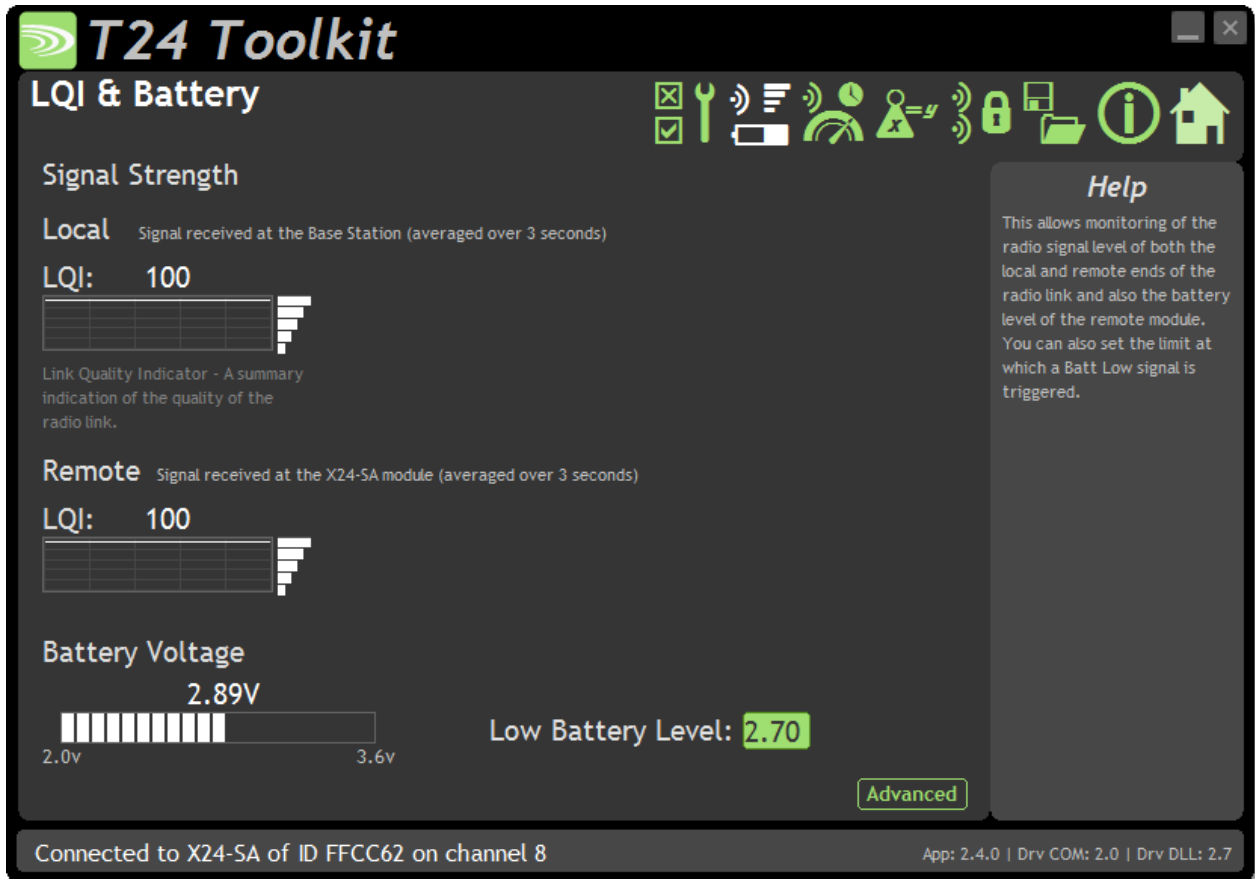 T24 Toolkit
LQI & Battery
x=y
Signal Strength
Local Signal received at the Base Station (averaged over 3 seconds)
LQI: 100
Link Quality Indicator - A summary
indication of the quality of the
radio link.
Remote Signal received at the X24-SA module (averaged over 3 seconds)
LQI: 100
Battery Voltage
2.89V
2.0v 3.6v
Low Battery Level: 2.70
Advanced
Help
This allows monitoring of the
radio signal level of both the
local and remote ends of the
radio link and also the battery
level of the remote module.
You can also set the limit at
which a Batt Low signal is
triggered.
Connected to X24-SA of ID FFCC62 on channel 8
App: 2.4.0 | Drv COM: 2.0 | Drv DLL: 2.7